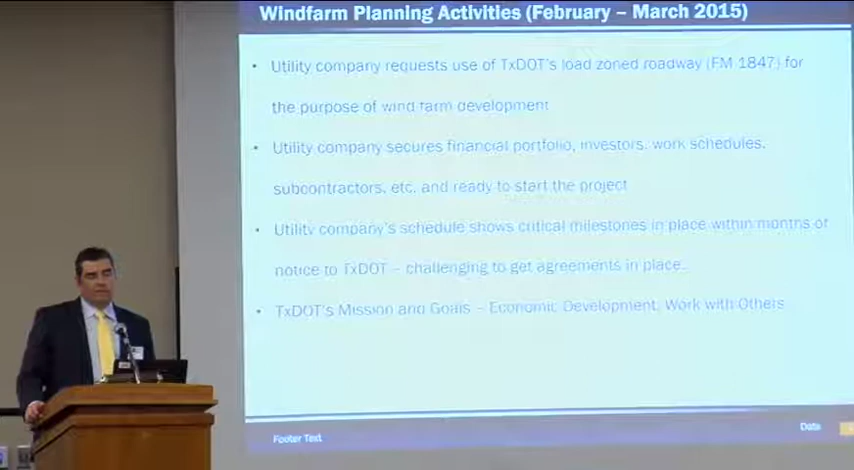 Windfarm Planning Activities (February – March 2015)
• Utility company requests use of TxDOT's load zoned roadway (FM 1847) for
the purpose of wind farm development
• Utility company secures financial portfolio, investors, work schedules,
subcontractors, etc. and ready to start the project
• Utility company's schedule shows critical milestones in place within months of
notice to TxDOT – challenging to get agreements in place.
• TxDOT's Mission and Goals – Economic Development, Work with Others
Footer Text
Date